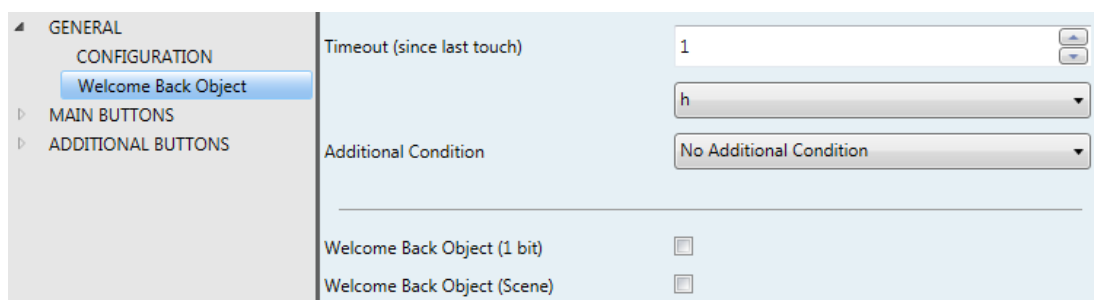 GENERAL
CONFIGURATION
Welcome Back Object
MAIN BUTTONS
ADDITIONAL BUTTONS
Timeout (since last touch) 1
h
Additional Condition No Additional Condition
Welcome Back Object (1 bit)
Welcome Back Object (Scene)